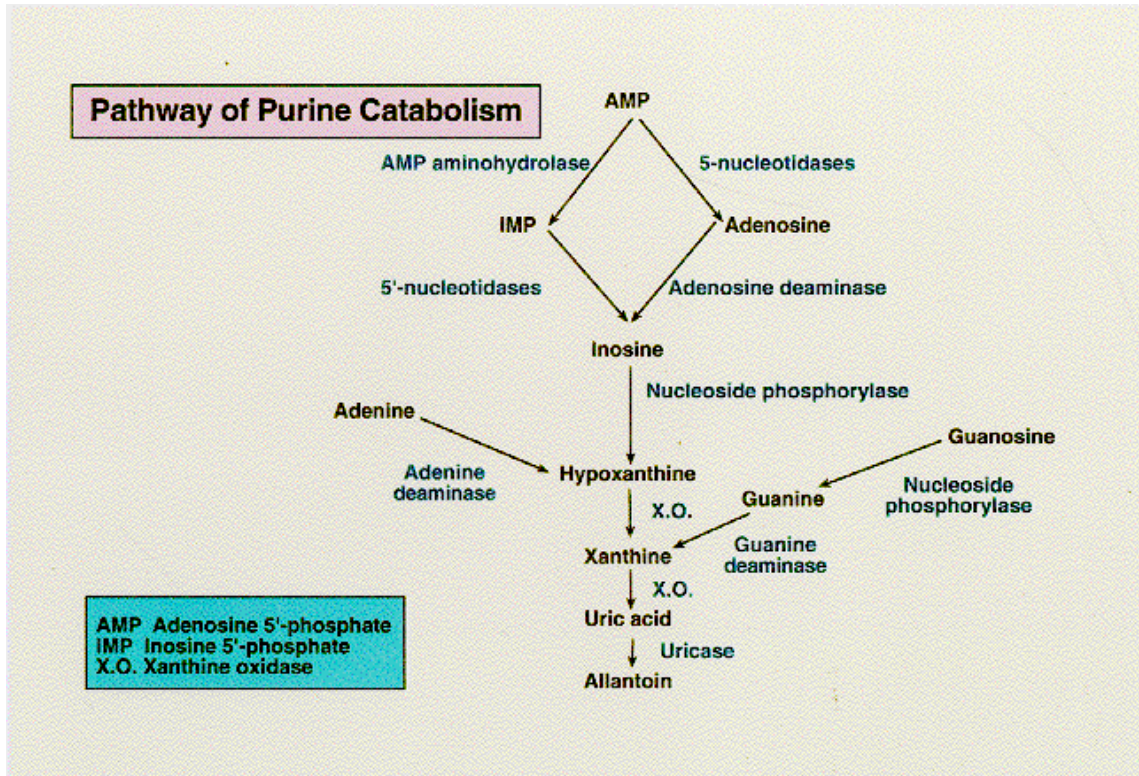 Pathway of Purine Catabolism
AMP
AMP aminohydrolase
5-nucleotidases
IMP
Adenosine
5'-nucleotidases
Adenosine deaminase
Inosine
Nucleoside phosphorylase
Adenine
Guanosine
Adenine
deaminase
Hypoxanthine
Nucleoside
phosphorylase
Guanine
X.O.
Xanthine
Guanine
deaminase
X.O.
Uric acid
Uricase
Allantoin
AMP Adenosine 5'-phosphate
IMP Inosine 5'-phosphate
X.O. Xanthine oxidase